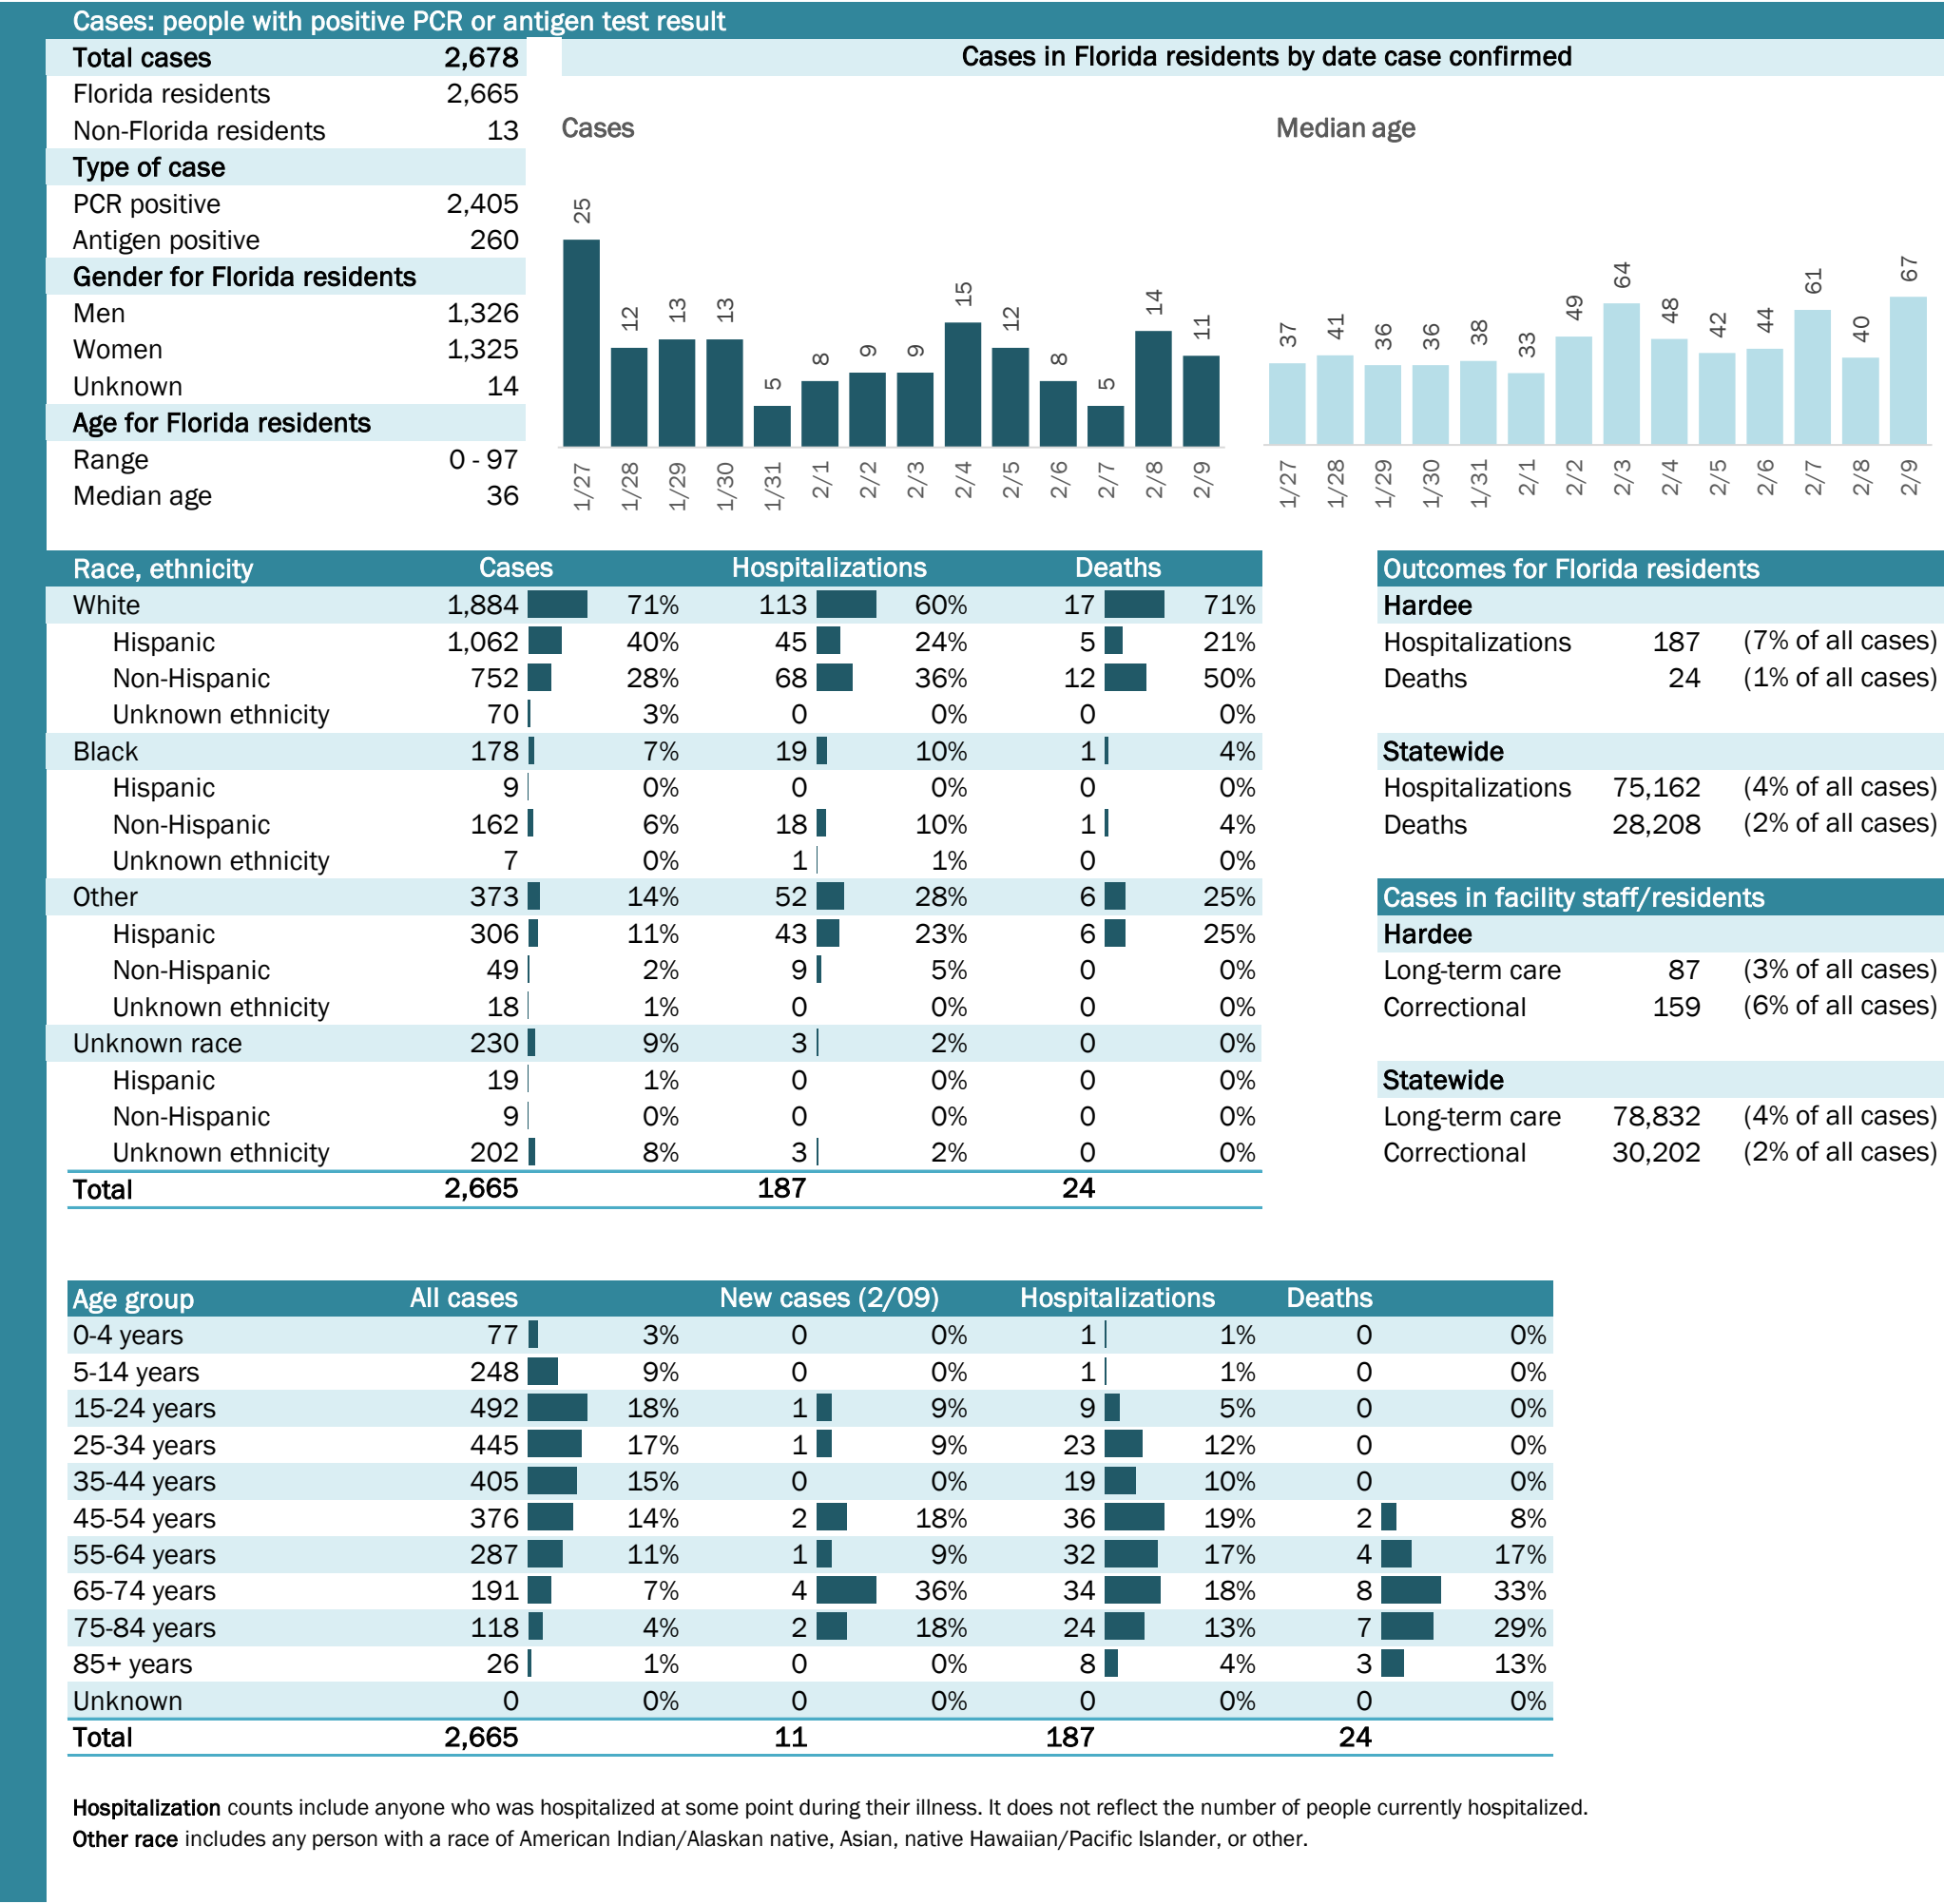 Cases: people with positive PCR or antigen test result
Total cases 2,678
Florida residents 2,665
Non-Florida residents 13
Type of case
PCR positive 2,405
Antigen positive 260
Gender for Florida residents
Men 1,326
Women 1,325
Unknown 14
Age for Florida residents
Range 0 - 97
Median age 36
Cases in Florida residents by date case confirmed
Cases
25 12 13 13 5 8 9 9 15 12 8 5 14 11
1/27 1/28 1/29 1/30 1/31 2/1 2/2 2/3 2/4 2/5 2/6 2/7 2/8 2/9
Median age
37 41 36 36 38 33 49 64 48 42 44 61 40 67
1/27 1/28 1/29 1/30 1/31 2/1 2/2 2/3 2/4 2/5 2/6 2/7 2/8 2/9
Race, ethnicity Cases Hospitalizations Deaths
White 1,884 71% 113 60% 17 71%
Hispanic 1,062 40% 45 24% 5 21%
Non-Hispanic 752 28% 68 36% 12 50%
Unknown ethnicity 70 3% 0 0% 0 0%
Black 178 7% 19 10% 1 4%
Hispanic 9 0% 0 0% 0 0%
Non-Hispanic 162 6% 18 10% 1 4%
Unknown ethnicity 7 0% 1 1% 0 0%
Other 373 14% 52 28% 6 25%
Hispanic 306 11% 43 23% 6 25%
Non-Hispanic 49 2% 9 5% 0 0%
Unknown ethnicity 18 1% 0 0% 0 0%
Unknown race 230 9% 3 2% 0 0%
Hispanic 19 1% 0 0% 0 0%
Non-Hispanic 9 0% 0 0% 0 0%
Unknown ethnicity 202 8% 3 2% 0 0%
Total 2,665 187 24
Outcomes for Florida residents
Hardee
Hospitalizations 187 (7% of all cases)
Deaths 24 (1% of all cases)
Statewide
Hospitalizations 75,162 (4% of all cases)
Deaths 28,208 (2% of all cases)
Cases in facility staff/residents
Hardee
Long-term care 87 (3% of all cases)
Correctional 159 (6% of all cases)
Statewide
Long-term care 78,832 (4% of all cases)
Correctional 30,202 (2% of all cases)
Age group All cases New cases (2/09) Hospitalizations Deaths
0-4 years 77 3% 0 0% 1 1% 0 0%
5-14 years 248 9% 0 0% 1 1% 0 0%
15-24 years 492 18% 1 9% 9 5% 0 0%
25-34 years 445 17% 1 9% 23 12% 0 0%
35-44 years 405 15% 0 0% 19 10% 0 0%
45-54 years 376 14% 2 18% 36 19% 2 8%
55-64 years 287 11% 1 9% 32 17% 4 17%
65-74 years 191 7% 4 36% 34 18% 8 33%
75-84 years 118 4% 2 18% 24 13% 7 29%
85+ years 26 1% 0 0% 8 4% 3 13%
Unknown 0 0% 0 0% 0 0% 0 0%
Total 2,665 11 187 24
Hospitalization counts include anyone who was hospitalized at some point during their illness. It does not reflect the number of people currently hospitalized.
Other race includes any person with a race of American Indian/Alaskan native, Asian, native Hawaiian/Pacific Islander, or other.